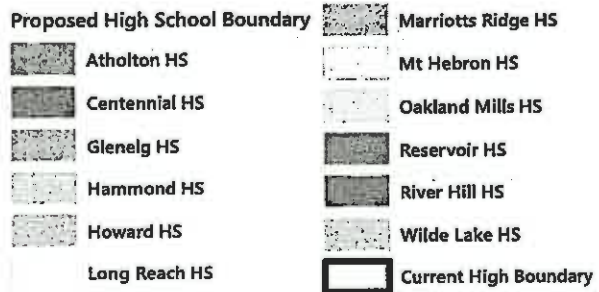 Proposed High School Boundary
Atholton HS
Centennial HS
Glenelg HS
Hammond HS
Howard HS
Long Reach HS
Marriotts Ridge HS
Mt Hebron HS
Oakland Mills HS
Reservoir HS
River Hill HS
Wilde Lake HS
Current High Boundary